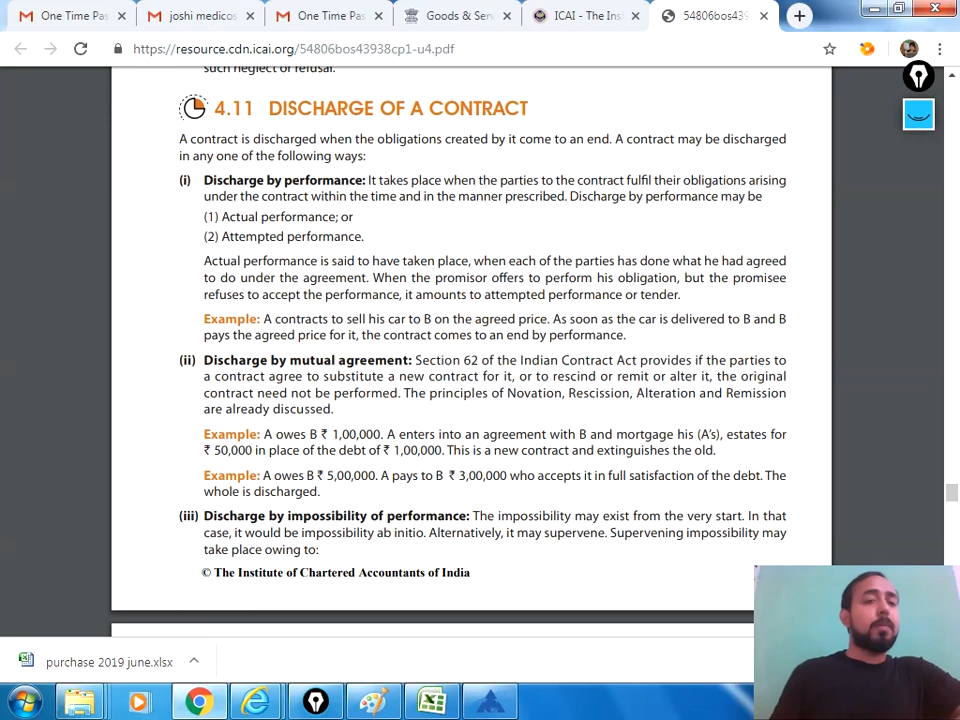 One Time Pas
joshi medicos
One Time Pas
Goods & Serv
ICAI - The Ins
54806bos439
https://resource.cdn.icai.org/54806bos43938cp1-u4.pdf
such neglect or refusal.
4.11 DISCHARGE OF A CONTRACT
A contract is discharged when the obligations created by it come to an end. A contract may be discharged
in any one of the following ways:
(i) Discharge by performance: It takes place when the parties to the contract fulfil their obligations arising
under the contract within the time and in the manner prescribed. Discharge by performance may be
(1) Actual performance; or
(2) Attempted performance.
Actual performance is said to have taken place, when each of the parties has done what he had agreed
to do under the agreement. When the promisor offers to perform his obligation, but the promisee
refuses to accept the performance, it amounts to attempted performance or tender.
Example: A contracts to sell his car to B on the agreed price. As soon as the car is delivered to B and B
pays the agreed price for it, the contract comes to an end by performance.
(ii) Discharge by mutual agreement: Section 62 of the Indian Contract Act provides if the parties to
a contract agree to substitute a new contract for it, or to rescind or remit or alter it, the original
contract need not be performed. The principles of Novation, Rescission, Alteration and Remission
are already discussed.
Example: A owes B ₹ 1,00,000. A enters into an agreement with B and mortgage his (A's), estates for
₹ 50,000 in place of the debt of ₹ 1,00,000. This is a new contract and extinguishes the old.
Example: A owes B ₹ 5,00,000. A pays to B ₹ 3,00,000 who accepts it in full satisfaction of the debt. The
whole is discharged.
(iii) Discharge by impossibility of performance: The impossibility may exist from the very start. In that
case, it would be impossibility ab initio. Alternatively, it may supervene. Supervening impossibility may
take place owing to:
© The Institute of Chartered Accountants of India
purchase 2019 june.xlsx